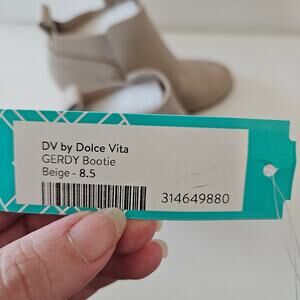 DV by Dolce Vita
GERDY Bootie
Beige - 8.5
314649880